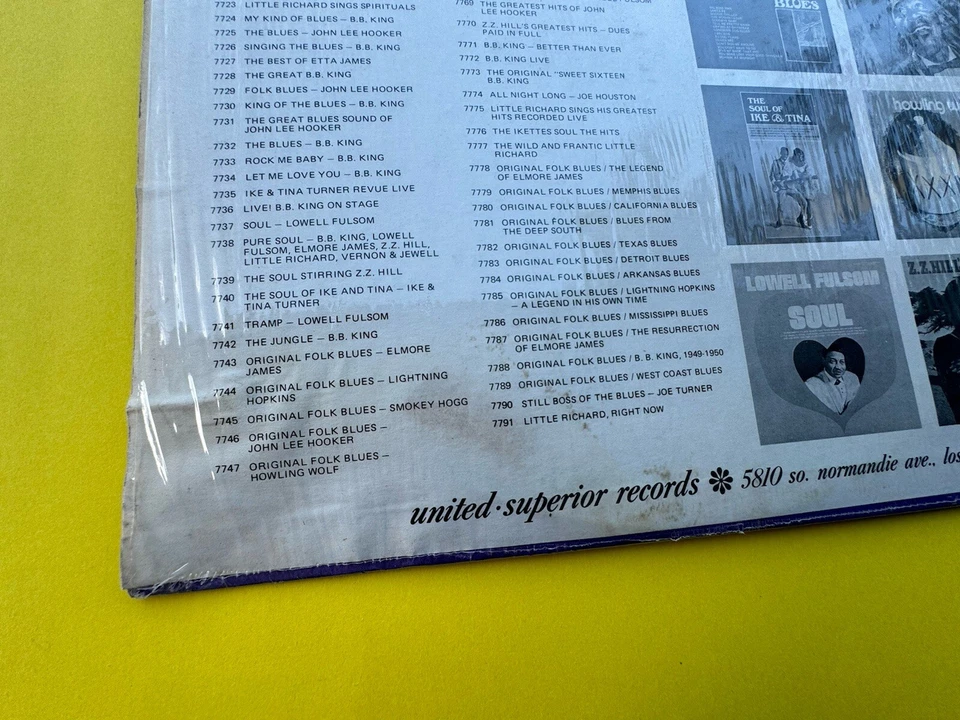 7723 LITTLE RICHARD SINGS SPIRITUALS
7724 MY KIND OF BLUES – B.B. KING
7725 THE BLUES – JOHN LEE HOOKER
7726 SINGING THE BLUES – B.B. KING
7727 THE BEST OF ETTA JAMES
7728 THE GREAT B.B. KING
7729 FOLK BLUES – JOHN LEE HOOKER
7730 KING OF THE BLUES – B.B. KING
7731 THE GREAT BLUES SOUND OF
JOHN LEE HOOKER
7732 THE BLUES – B.B. KING
7733 ROCK ME BABY – B.B. KING
7734 LET ME LOVE YOU – B.B. KING
7735 IKE & TINA TURNER REVUE LIVE
7736 LIVE! B.B. KING ON STAGE
7737 SOUL – LOWELL FULSOM
7738 PURE SOUL – B.B. KING, LOWELL
FULSOM, ELMORE JAMES, Z.Z. HILL,
LITTLE RICHARD, VERNON & JEWELL
7739 THE SOUL STIRRING Z.Z. HILL
7740 THE SOUL OF IKE AND TINA – IKE &
TINA TURNER
7741 TRAMP – LOWELL FULSOM
7742 THE JUNGLE – B.B. KING
7743 ORIGINAL FOLK BLUES – ELMORE
JAMES
7744 ORIGINAL FOLK BLUES – LIGHTNING
HOPKINS
7745 ORIGINAL FOLK BLUES – SMOKEY HOGG
7746 ORIGINAL FOLK BLUES –
JOHN LEE HOOKER
7747 ORIGINAL FOLK BLUES –
HOWLING WOLF
7769 THE GREATEST HITS OF JOHN
LEE HOOKER
7770 Z.Z. HILL'S GREATEST HITS – DUES
PAID IN FULL
7771 B.B. KING – BETTER THAN EVER
7772 B.B. KING LIVE
7773 THE ORIGINAL "SWEET SIXTEEN
B.B. KING
7774 ALL NIGHT LONG – JOE HOUSTON
7775 LITTLE RICHARD SINGS HIS GREATEST
HITS RECORDED LIVE
7776 THE IKETTES SOUL THE HITS
7777 THE WILD AND FRANTIC LITTLE
RICHARD
7778 ORIGINAL FOLK BLUES / THE LEGEND
OF ELMORE JAMES
7779 ORIGINAL FOLK BLUES / MEMPHIS BLUES
7780 ORIGINAL FOLK BLUES / CALIFORNIA BLUES
7781 ORIGINAL FOLK BLUES / BLUES FROM
THE DEEP SOUTH
7782 ORIGINAL FOLK BLUES / TEXAS BLUES
7783 ORIGINAL FOLK BLUES / DETROIT BLUES
7784 ORIGINAL FOLK BLUES / ARKANSAS BLUES
7785 ORIGINAL FOLK BLUES / LIGHTNING HOPKINS
– A LEGEND IN HIS OWN TIME
7786 ORIGINAL FOLK BLUES / MISSISSIPPI BLUES
7787 ORIGINAL FOLK BLUES / THE RESURRECTION
OF ELMORE JAMES
7788 ORIGINAL FOLK BLUES / B. B. KING, 1949-1950
7789 ORIGINAL FOLK BLUES / WEST COAST BLUES
7790 STILL BOSS OF THE BLUES – JOE TURNER
7791 LITTLE RICHARD, RIGHT NOW
BLUES
THE
SOUL OF
IKE & TINA
howling
LOWELL FULSOM
SOUL
Z.Z. HILL
united·superior records ✽ 5810 so. normandie ave., los